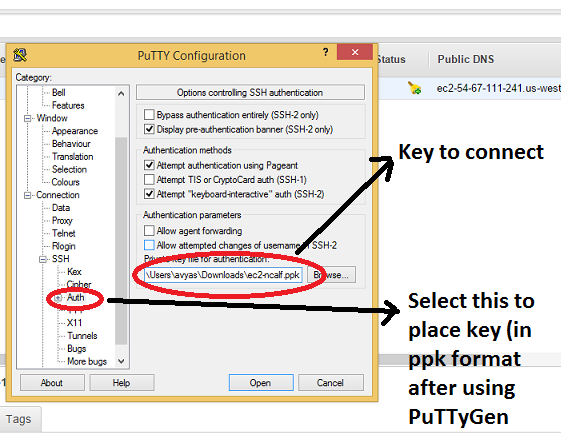 PuTTY Configuration
?
Status
Public DNS
Category:
ec2-54-67-111-241.us-west
Bell
Features
Window
Appearance
Behaviour
Translation
Selection
Colours
Connection
Data
Proxy
Telnet
Rlogin
SSH
Kex
Cipher
Auth
X11
Tunnels
Bugs
More bugs
Options controlling SSH authentication
Bypass authentication entirely (SSH-2 only)
Display pre-authentication banner (SSH-2 only)
Authentication methods
Attempt authentication using Pageant
Attempt TIS or CryptoCard auth (SSH-1)
Attempt "keyboard-interactive" auth (SSH-2)
Authentication parameters
Allow agent forwarding
Allow attempted changes of username in SSH-2
Private key file for authentication:
\Users\avyas\Downloads\ec2-ncalf.ppk
Browse...
About
Help
Open
Cancel
Key to connect
Select this to
place key (in
ppk format
after using
PuTTyGen
Tags